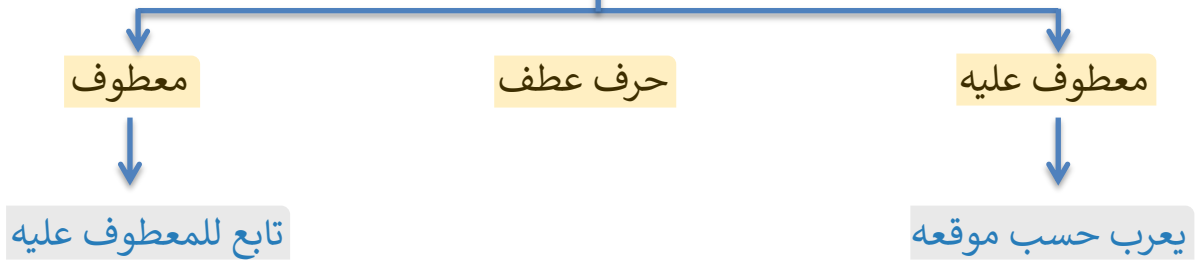 معطوف عليه
حرف عطف
معطوف
يعرب حسب موقعه
تابع للمعطوف عليه